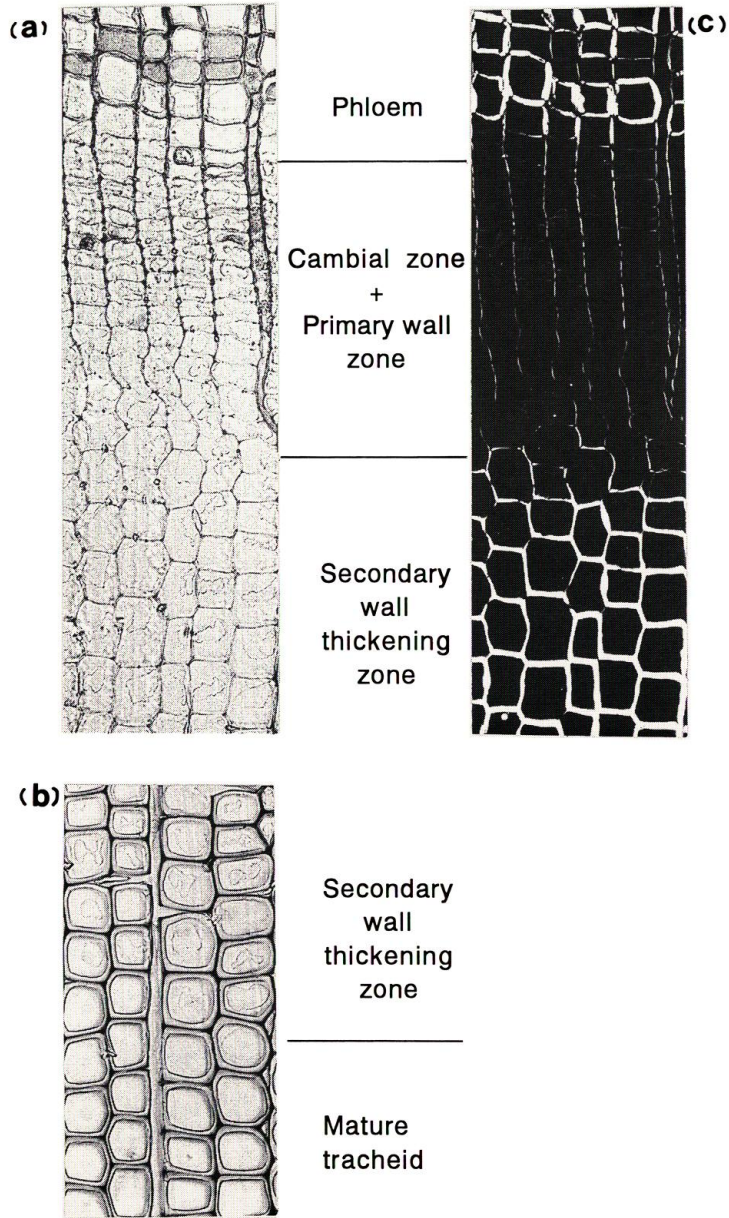 (a)
(c)
Phloem
Cambial zone
+
Primary wall
zone
Secondary
wall
thickening
zone
(b)
Secondary
wall
thickening
zone
Mature
tracheid